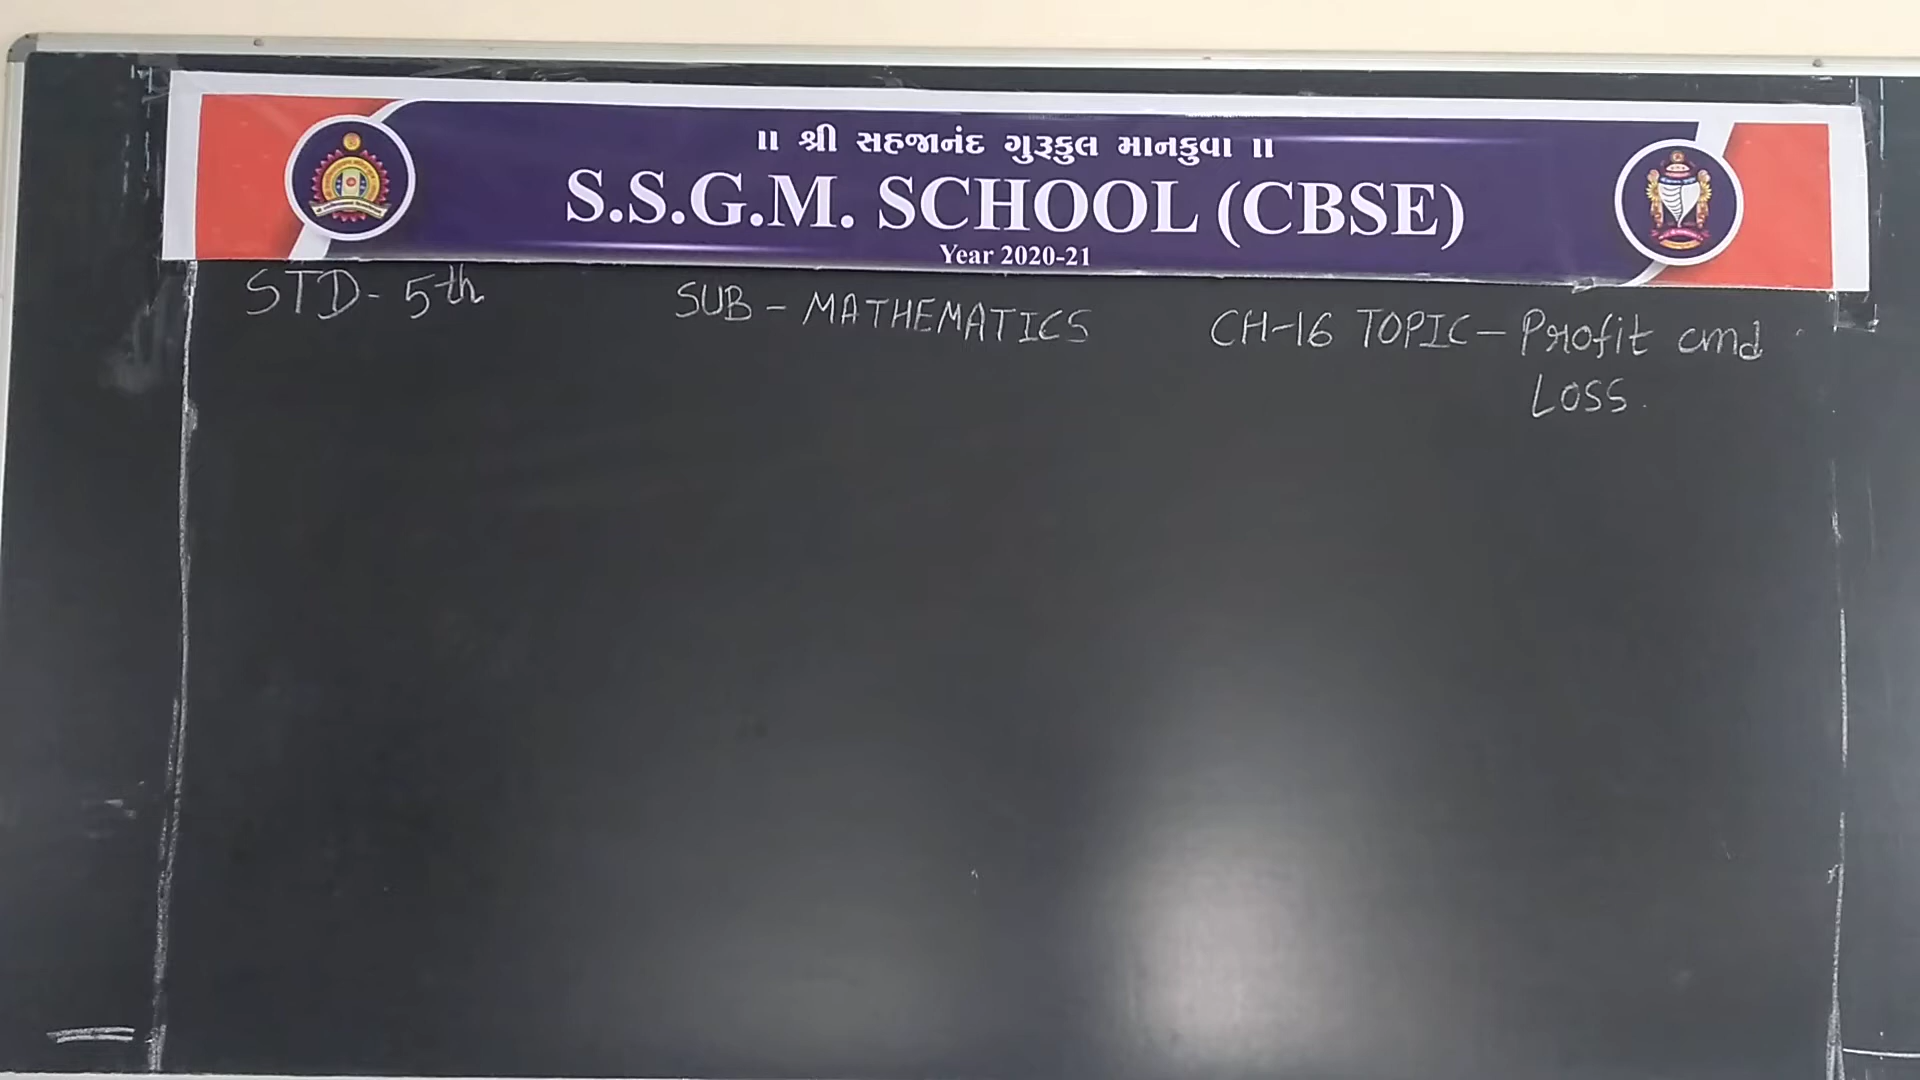 ॥ શ્રી સહજાનંદ ગુરૂકુલ માનકુવા ॥
S.S.G.M. SCHOOL (CBSE)
Year 2020-21
STD - 5th SUB - MATHEMATICS CH-16 TOPIC - Profit and
LOSS.